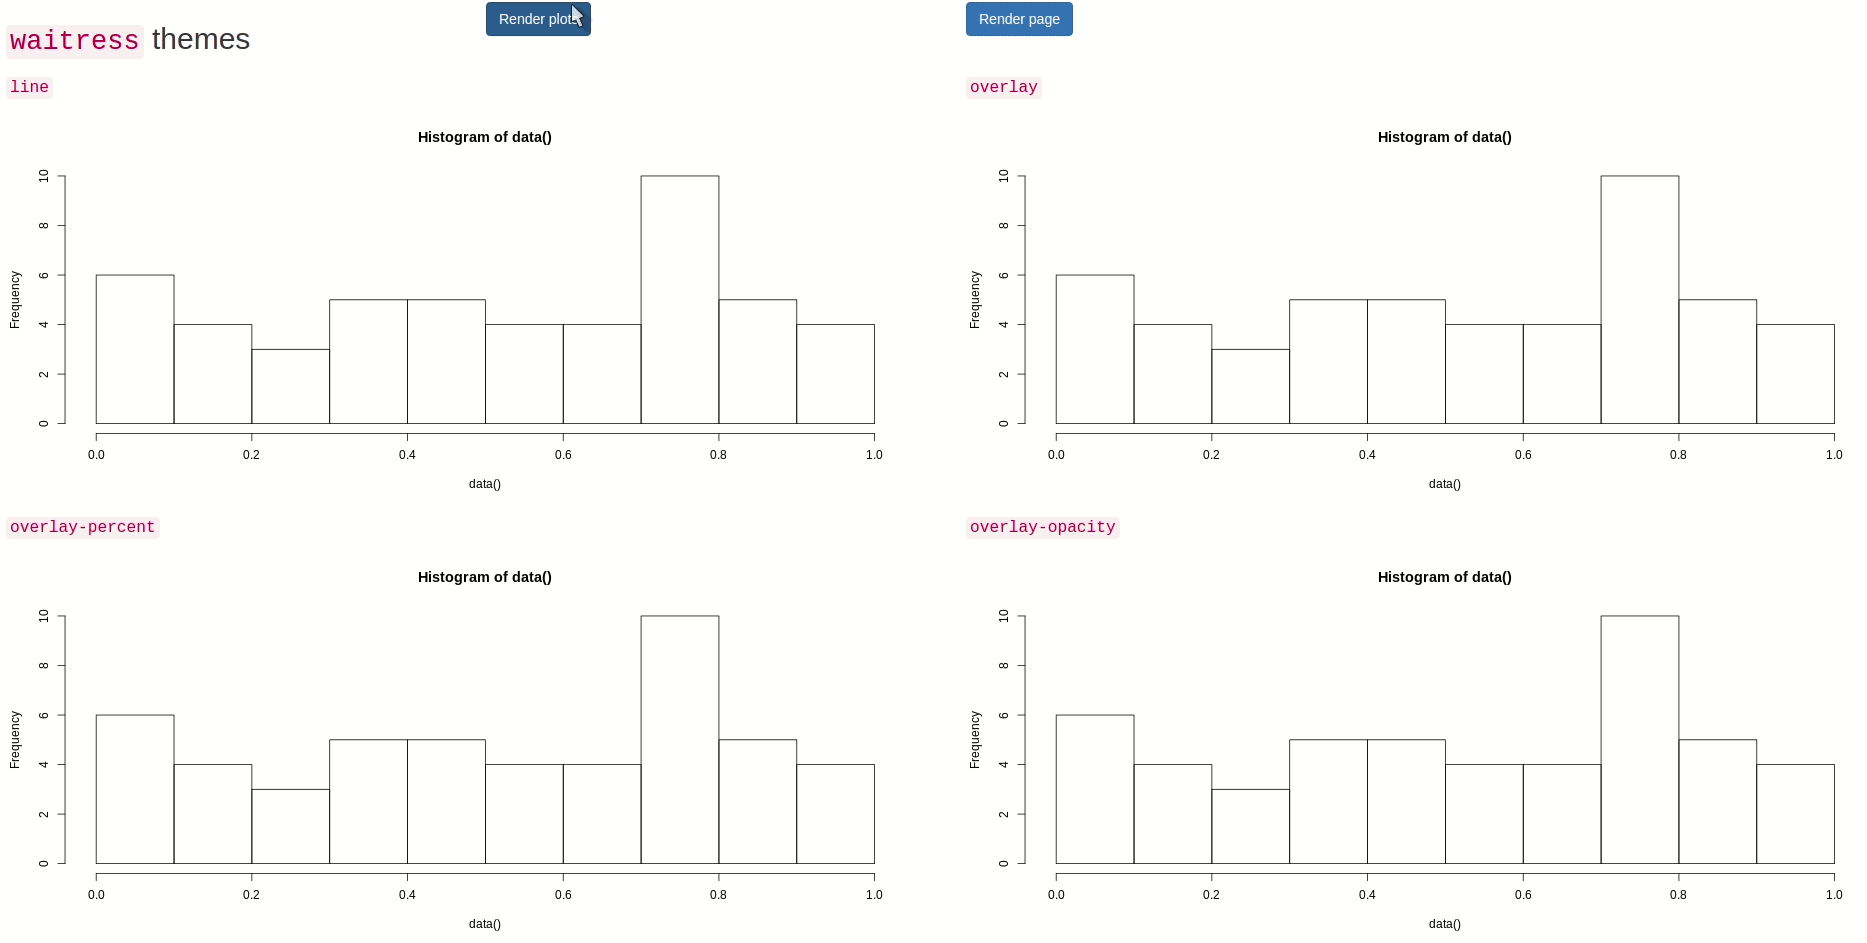 Render plots
Render page
waitress themes
line
Histogram of data()
Frequency
10
8
6
4
2
0
0.0 0.2 0.4 0.6 0.8 1.0
data()
overlay
Histogram of data()
Frequency
10
8
6
4
2
0
0.0 0.2 0.4 0.6 0.8 1.0
data()
overlay-percent
Histogram of data()
Frequency
10
8
6
4
2
0
0.0 0.2 0.4 0.6 0.8 1.0
data()
overlay-opacity
Histogram of data()
Frequency
10
8
6
4
2
0
0.0 0.2 0.4 0.6 0.8 1.0
data()